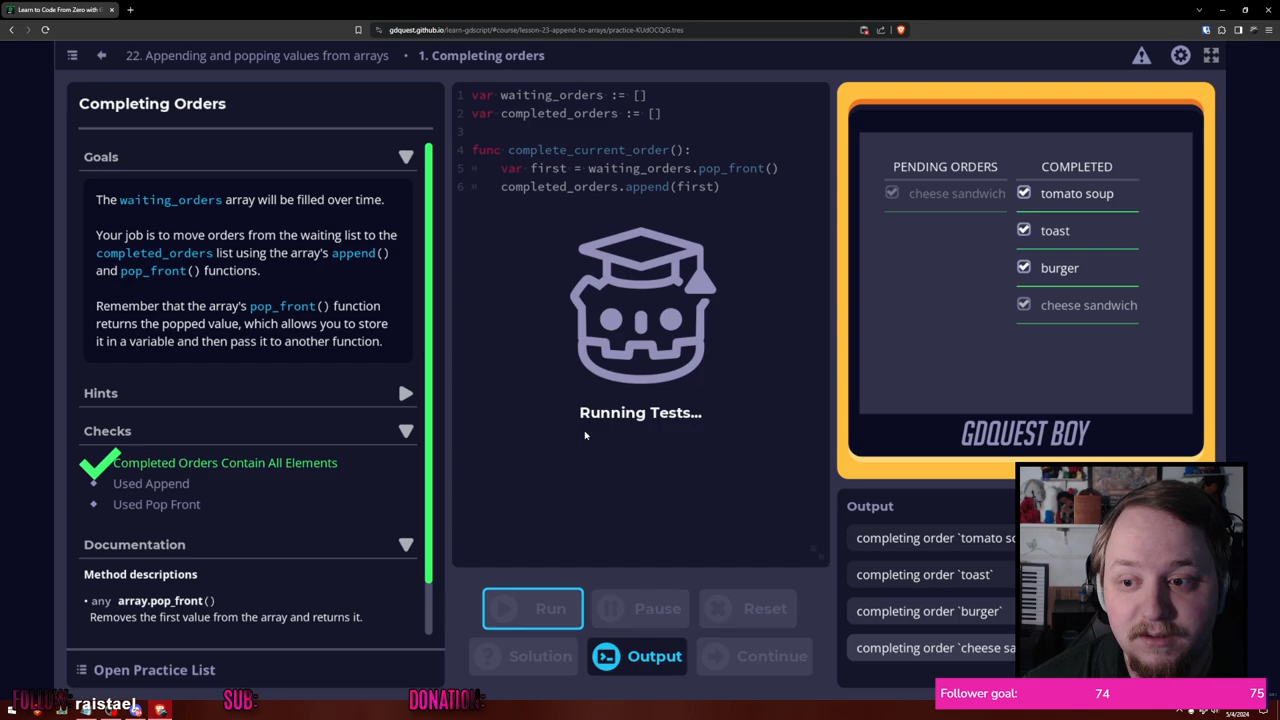 Learn to Code From Zero with
gdquest.github.io/learn-gdscript/#course/lesson-23-append-to-arrays/practice-KUdOCQiG.tres
22. Appending and popping values from arrays • 1. Completing orders
Completing Orders
Goals
The waiting_orders array will be filled over time.
Your job is to move orders from the waiting list to the
completed_orders list using the array's append()
and pop_front() functions.
Remember that the array's pop_front() function
returns the popped value, which allows you to store
it in a variable and then pass it to another function.
Hints
Checks
Completed Orders Contain All Elements
Used Append
Used Pop Front
Documentation
Method descriptions
• any array.pop_front()
Removes the first value from the array and returns it.
Open Practice List
1 var waiting_orders := []
2 var completed_orders := []
3
4 func complete_current_order():
5 var first = waiting_orders.pop_front()
6 completed_orders.append(first)
Running Tests...
Run Pause Reset
Solution Output Continue
PENDING ORDERS COMPLETED
cheese sandwich tomato soup
toast
burger
cheese sandwich
GDQUEST BOY
Output
completing order `tomato so
completing order `toast`
completing order `burger`
completing order `cheese sa
FOLLOW: raistael SUB: DONATION:
Follower goal: 74 75
5/4/2024